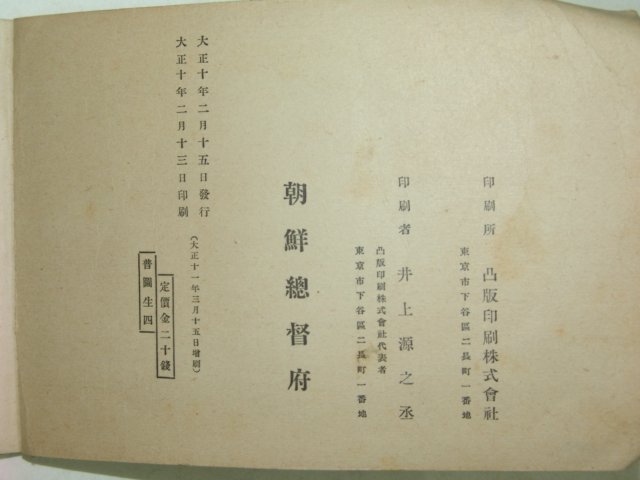 印刷所 凸版印刷株式會社
東京市下谷區二長町一番地
印刷者 井上源之丞
凸版印刷株式會社代表者
東京市下谷區二長町一番地
朝鮮總督府
大正十年二月十五日發行
(大正十一年三月十五日增刷)
大正十年二月十三日印刷
定價金二十錢
普圖生四